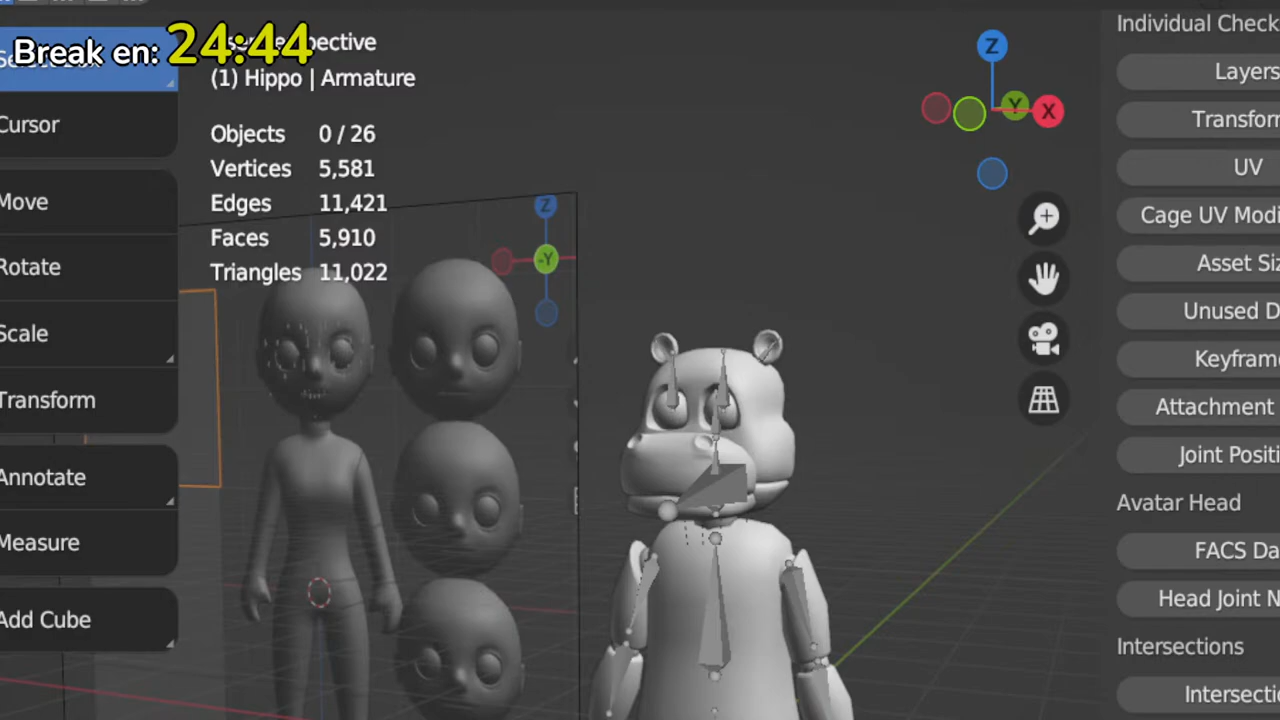 Break en: 24:44
pective
(1) Hippo | Armature
Objects 0 / 26
Vertices 5,581
Edges 11,421
Faces 5,910
Triangles 11,022
Cursor
Move
Rotate
Scale
Transform
Annotate
Measure
Add Cube
Z
Y
X
Z
-Y
Individual Check
Layers
Transform
UV
Cage UV Modi
Asset Siz
Unused D
Keyframe
Attachment
Joint Positi
Avatar Head
FACS Da
Head Joint N
Intersections
Intersecti